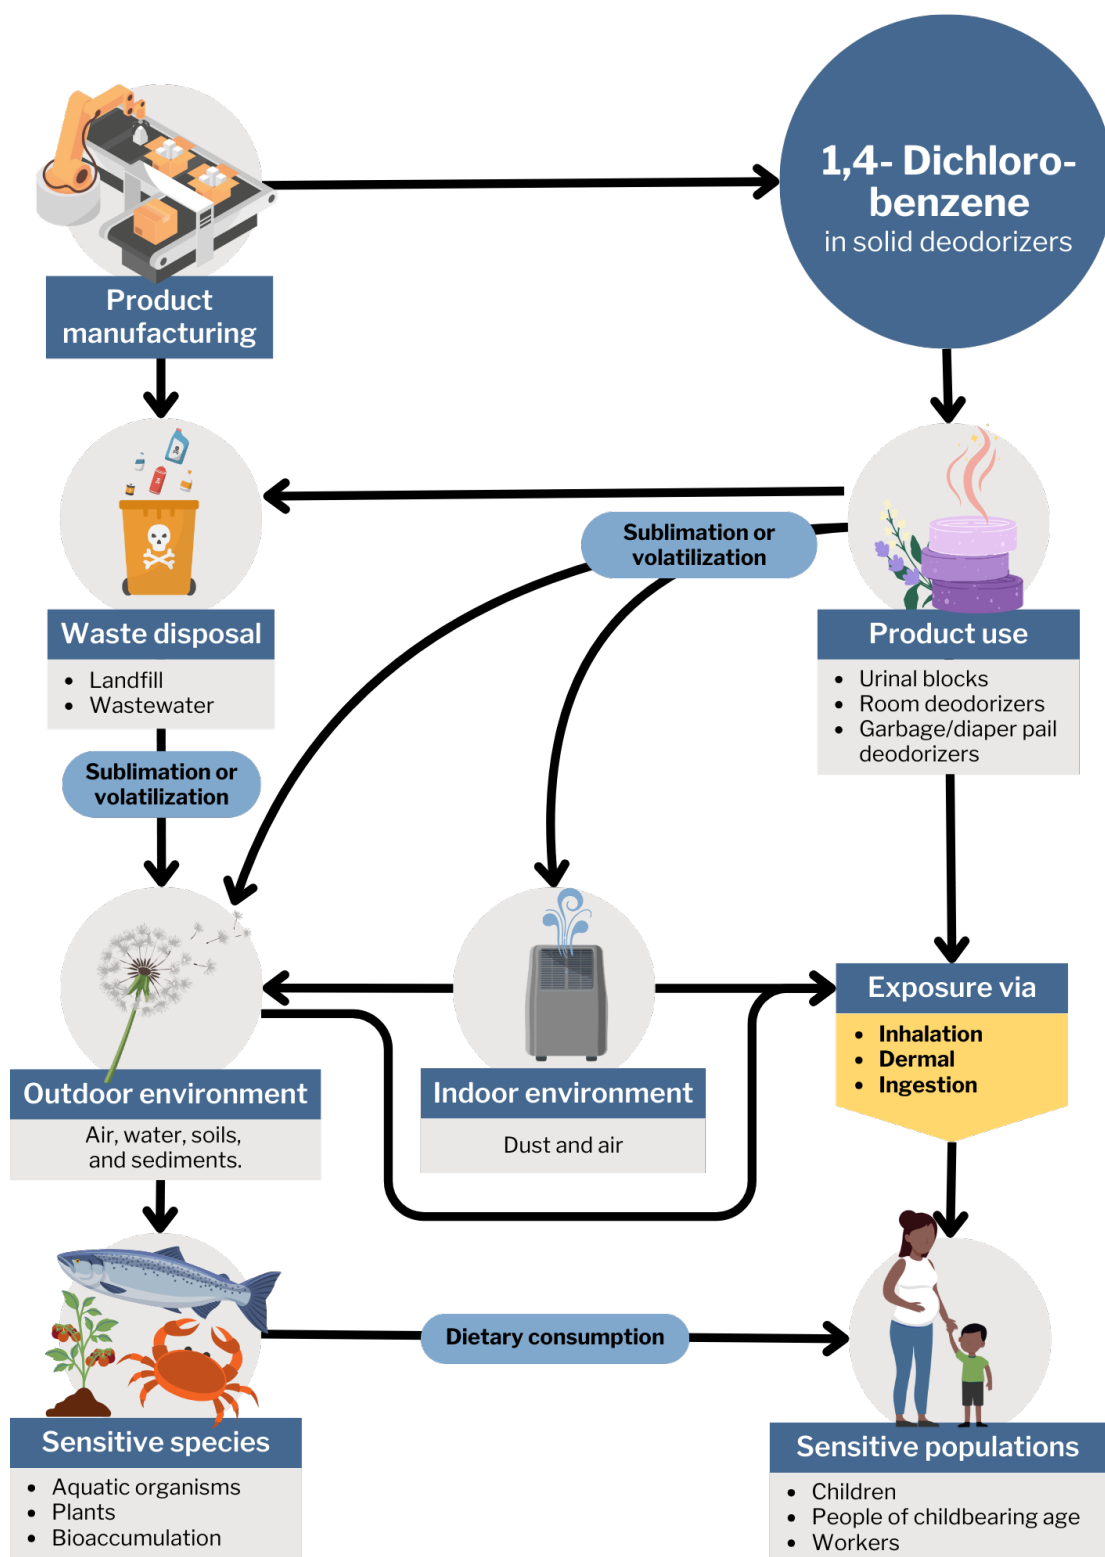 1,4- Dichloro-
benzene
in solid deodorizers
Product
manufacturing
Sublimation or
volatilization
Waste disposal
• Landfill
• Wastewater
Product use
• Urinal blocks
• Room deodorizers
• Garbage/diaper pail
deodorizers
Sublimation or
volatilization
Exposure via
• Inhalation
• Dermal
• Ingestion
Outdoor environment
Air, water, soils,
and sediments.
Indoor environment
Dust and air
Dietary consumption
Sensitive species
• Aquatic organisms
• Plants
• Bioaccumulation
Sensitive populations
• Children
• People of childbearing age
• Workers